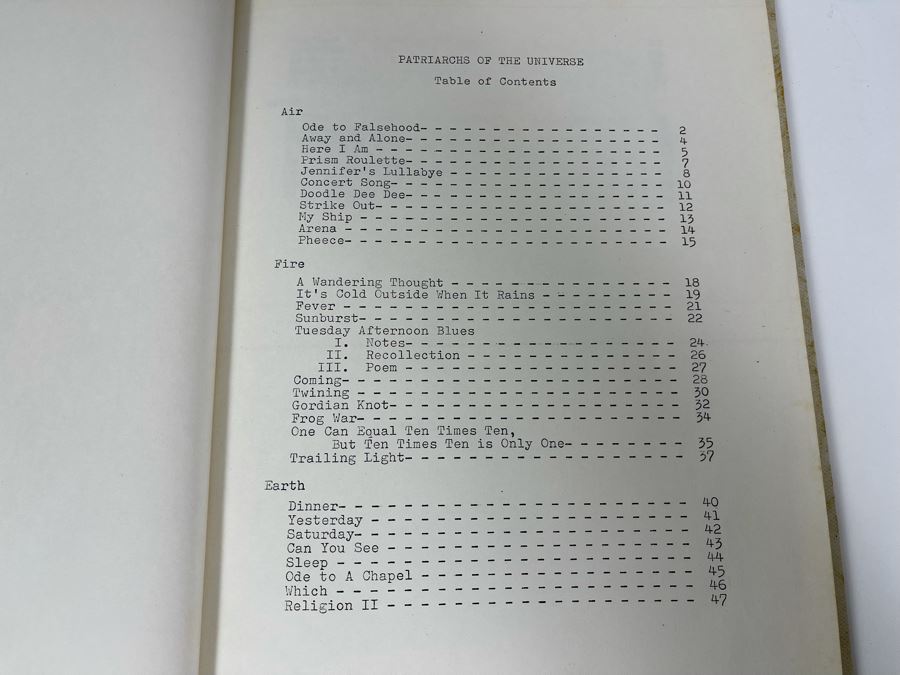 PATRIARCHS OF THE UNIVERSE
Table of Contents
Air
Ode to Falsehood- - - - - - - - - - - - - - - - - 2
Away and Alone- - - - - - - - - - - - - - - - - - 4
Here I Am - - - - - - - - - - - - - - - - - - - - 5
Prism Roulette- - - - - - - - - - - - - - - - - - 7
Jennifer's Lullabye - - - - - - - - - - - - - - - 8
Concert Song- - - - - - - - - - - - - - - - - - - 10
Doodle Dee Dee- - - - - - - - - - - - - - - - - - 11
Strike Out- - - - - - - - - - - - - - - - - - - - 12
My Ship - - - - - - - - - - - - - - - - - - - - - 13
Arena - - - - - - - - - - - - - - - - - - - - - - 14
Pheece- - - - - - - - - - - - - - - - - - - - - - 15
Fire
A Wandering Thought - - - - - - - - - - - - - - - 18
It's Cold Outside When It Rains - - - - - - - - - 19
Fever - - - - - - - - - - - - - - - - - - - - - - 21
Sunburst- - - - - - - - - - - - - - - - - - - - - 22
Tuesday Afternoon Blues
I. Notes- - - - - - - - - - - - - - - - - - 24
II. Recollection - - - - - - - - - - - - - - 26
III. Poem - - - - - - - - - - - - - - - - - - 27
Coming- - - - - - - - - - - - - - - - - - - - - - 28
Twining - - - - - - - - - - - - - - - - - - - - - 30
Gordian Knot- - - - - - - - - - - - - - - - - - - 32
Frog War- - - - - - - - - - - - - - - - - - - - - 34
One Can Equal Ten Times Ten,
But Ten Times Ten is Only One- - - - - - - - 35
Trailing Light- - - - - - - - - - - - - - - - - - 37
Earth
Dinner- - - - - - - - - - - - - - - - - - - - - - 40
Yesterday - - - - - - - - - - - - - - - - - - - - 41
Saturday- - - - - - - - - - - - - - - - - - - - - 42
Can You See - - - - - - - - - - - - - - - - - - - 43
Sleep - - - - - - - - - - - - - - - - - - - - - - 44
Ode to A Chapel - - - - - - - - - - - - - - - - - 45
Which - - - - - - - - - - - - - - - - - - - - - - 46
Religion II - - - - - - - - - - - - - - - - - - - 47